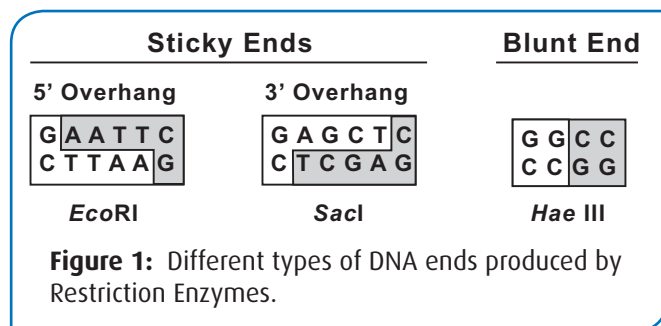 Sticky Ends Blunt End
5' Overhang 3' Overhang
G A A T T C G A G C T C G G C C
C T T A A G C T C G A G C C G G
EcoRI SacI Hae III
Figure 1: Different types of DNA ends produced by
Restriction Enzymes.